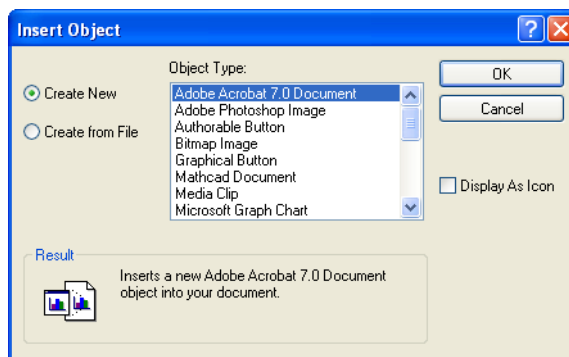 Insert Object
Object Type:
Create New
Create from File
Adobe Acrobat 7.0 Document
Adobe Photoshop Image
Authorable Button
Bitmap Image
Graphical Button
Mathcad Document
Media Clip
Microsoft Graph Chart
OK
Cancel
Display As Icon
Result
Inserts a new Adobe Acrobat 7.0 Document
object into your document.